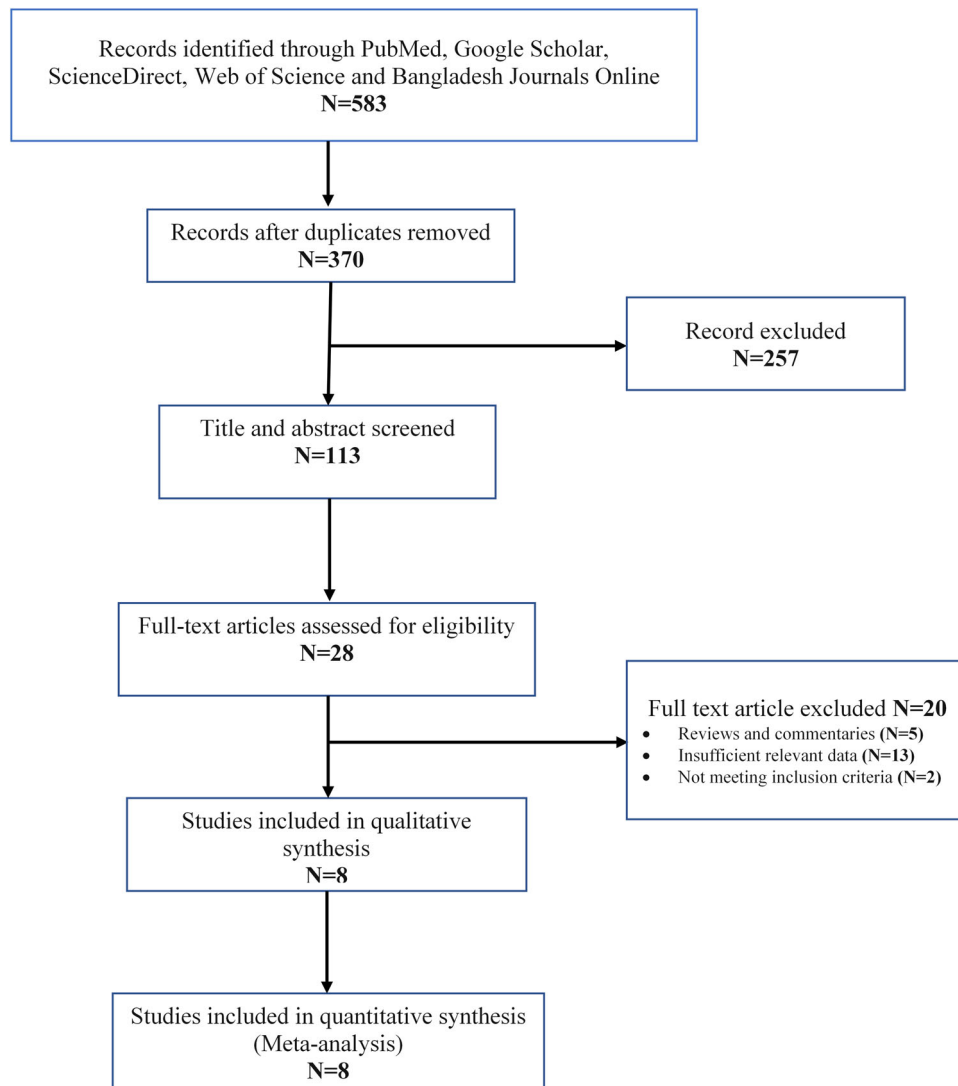 Records identified through PubMed, Google Scholar,
ScienceDirect, Web of Science and Bangladesh Journals Online
N=583
Records after duplicates removed
N=370
Record excluded
N=257
Title and abstract screened
N=113
Full-text articles assessed for eligibility
N=28
Full text article excluded N=20
• Reviews and commentaries (N=5)
• Insufficient relevant data (N=13)
• Not meeting inclusion criteria (N=2)
Studies included in qualitative
synthesis
N=8
Studies included in quantitative synthesis
(Meta-analysis)
N=8